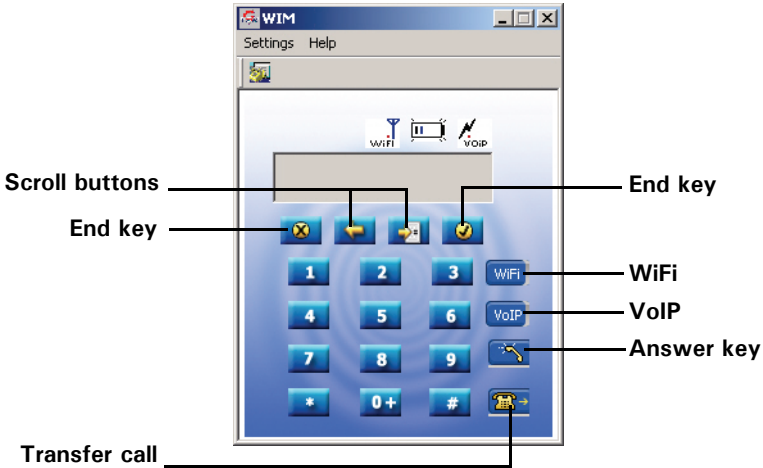 WIM
Settings Help
WiFi
VOiP
Scroll buttons
End key
End key
1 2 3 WiFi
WiFi
4 5 6 VoIP
VoIP
7 8 9
Answer key
* 0+ #
Transfer call